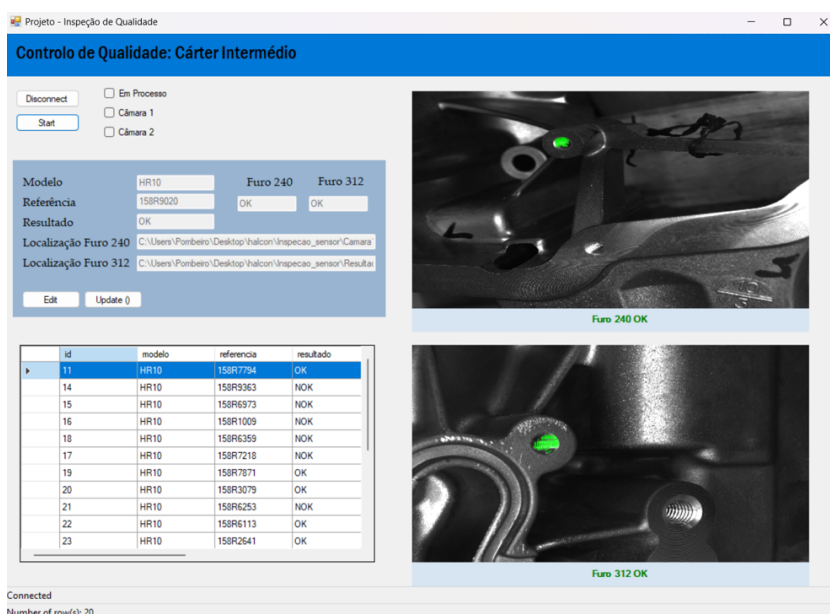 Projeto - Inspeção de Qualidade
Controlo de Qualidade: Cárter Intermédio
Disconnect
Start
Em Processo
Câmara 1
Câmara 2
Modelo HR10 Furo 240 Furo 312
Referência 158R9020 OK OK
Resultado OK
Localização Furo 240 C:\Users\Pombeiro\Desktop\halcon\Inspecao_sensor\Camara
Localização Furo 312 C:\Users\Pombeiro\Desktop\halcon\Inspecao_sensor\Resultac
Edit Update ()
Furo 240 OK
id modelo referencia resultado
11 HR10 158R7794 OK
14 HR10 158R9363 NOK
15 HR10 158R6973 NOK
16 HR10 158R1009 NOK
18 HR10 158R6359 NOK
17 HR10 158R7218 NOK
19 HR10 158R7871 OK
20 HR10 158R3079 OK
21 HR10 158R6253 NOK
22 HR10 158R6113 OK
23 HR10 158R2641 OK
Furo 312 OK
Connected
Number of row(s): 20